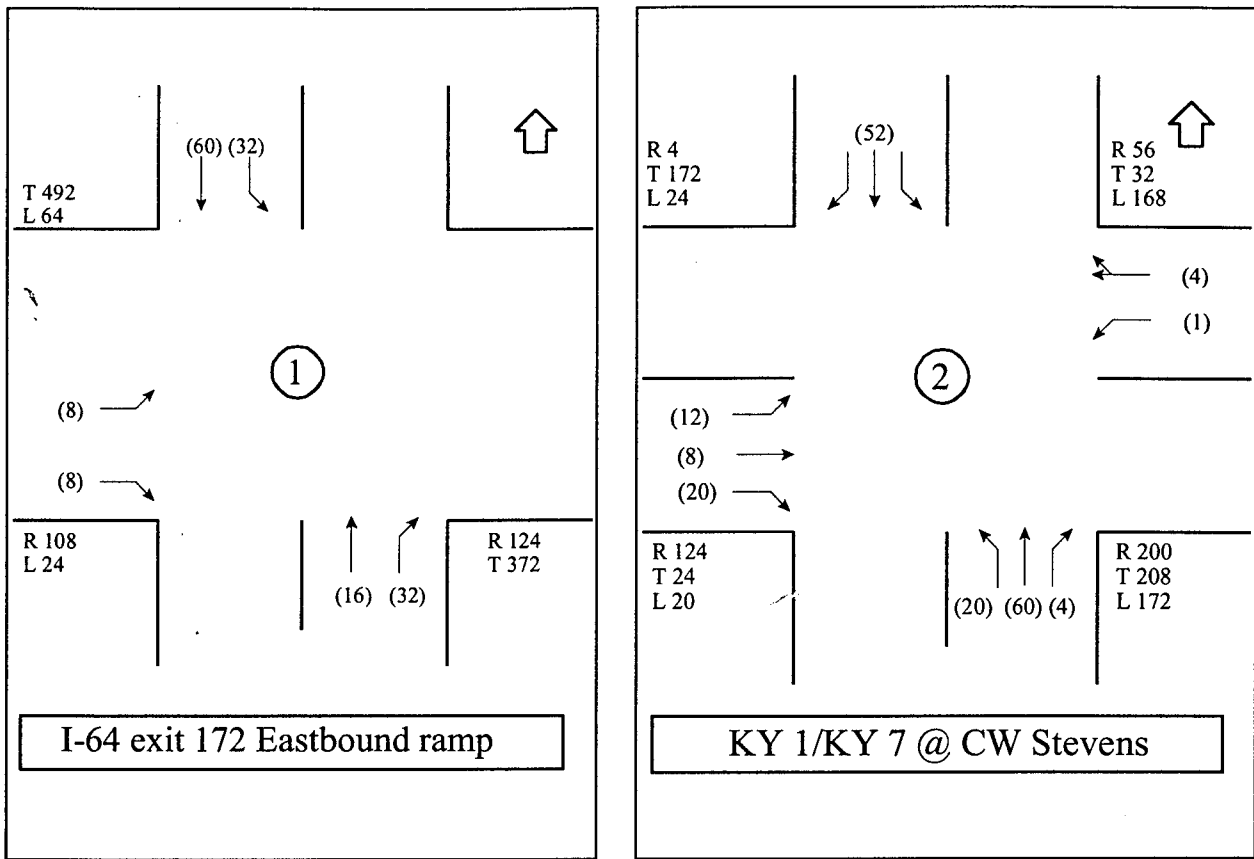 (60) (32)
T 492
L 64
1
(8)
(8)
R 108
L 24
(16) (32)
R 124
T 372
I-64 exit 172 Eastbound ramp
(52)
R 4
T 172
L 24
R 56
T 32
L 168
(4)
(1)
2
(12)
(8)
(20)
R 124
T 24
L 20
(20) (60) (4)
R 200
T 208
L 172
KY 1/KY 7 @ CW Stevens